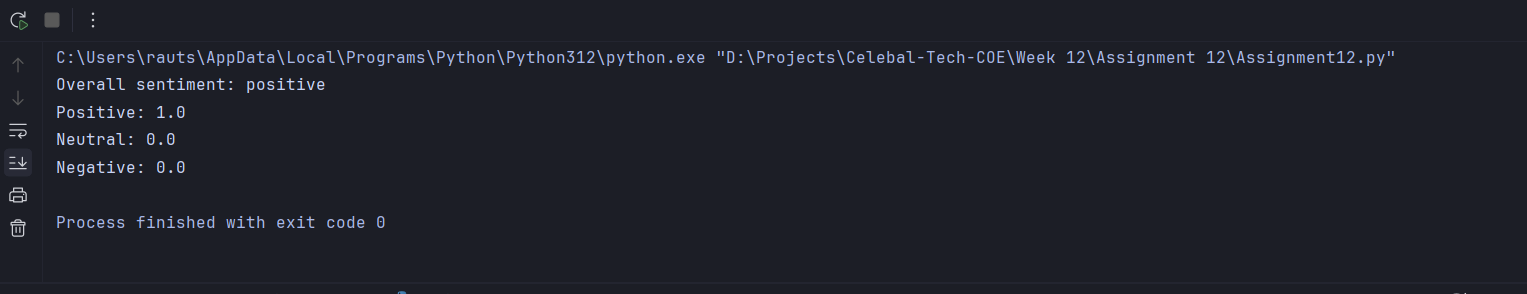 C:\Users\rauts\AppData\Local\Programs\Python\Python312\python.exe "D:\Projects\Celebal-Tech-COE\Week 12\Assignment 12\Assignment12.py"
Overall sentiment: positive
Positive: 1.0
Neutral: 0.0
Negative: 0.0
Process finished with exit code 0